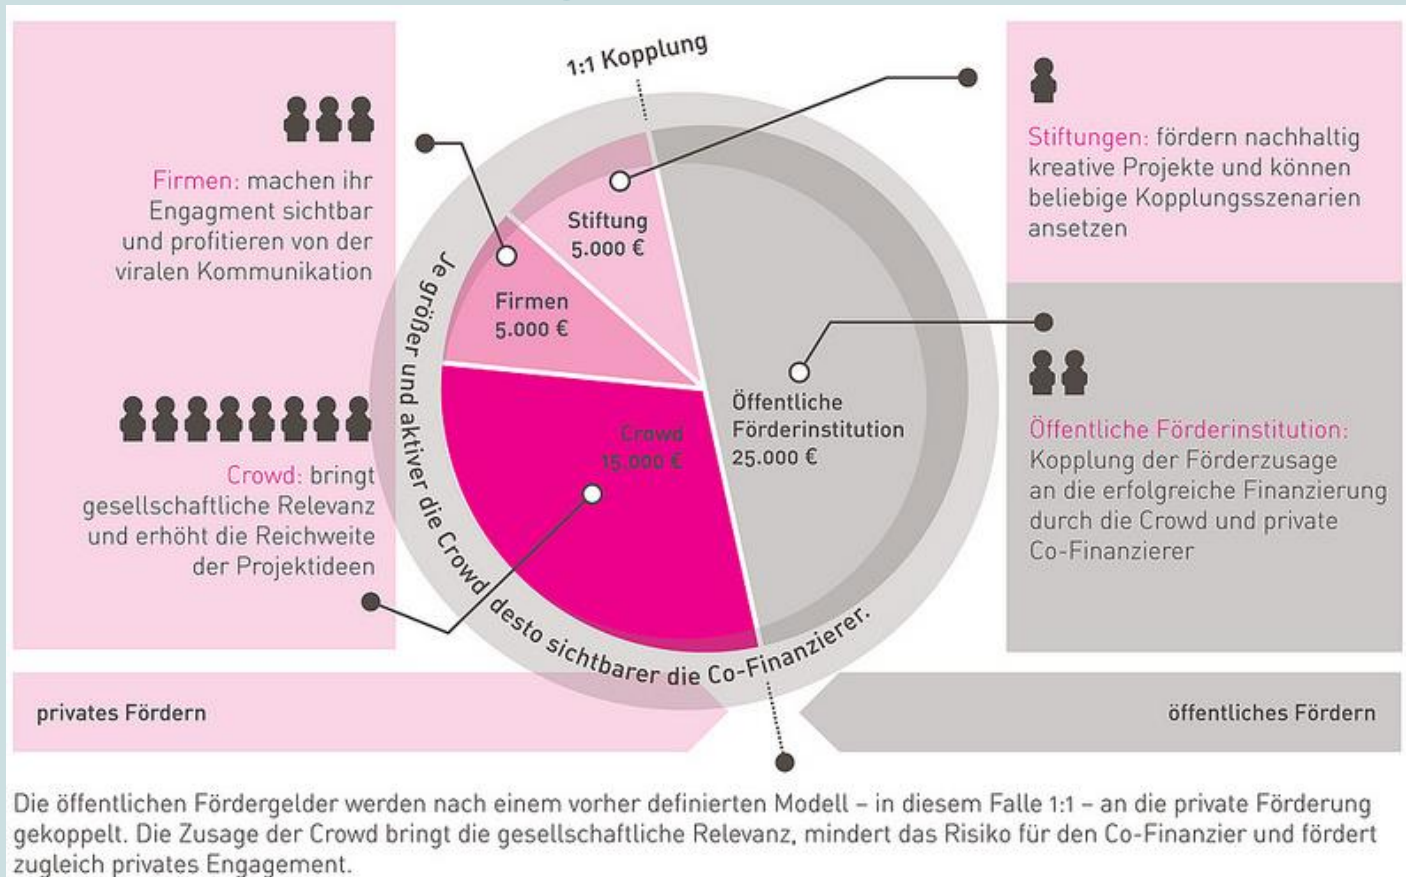 1:1 Kopplung
Firmen: machen ihr
Engagment sichtbar
und profitieren von der
viralen Kommunikation
Crowd: bringt
gesellschaftliche Relevanz
und erhöht die Reichweite
der Projektideen
Stiftung
5.000 €
Firmen
5.000 €
Crowd
15.000 €
Öffentliche
Förderinstitution
25.000 €
Je größer und aktiver die Crowd, desto sichtbarer die Co-Finanzierer.
Stiftungen: fördern nachhaltig
kreative Projekte und können
beliebige Kopplungsszenarien
ansetzen
Öffentliche Förderinstitution:
Kopplung der Förderzusage
an die erfolgreiche Finanzierung
durch die Crowd und private
Co-Finanzierer
privates Fördern
öffentliches Fördern
Die öffentlichen Fördergelder werden nach einem vorher definierten Modell – in diesem Falle 1:1 – an die private Förderung
gekoppelt. Die Zusage der Crowd bringt die gesellschaftliche Relevanz, mindert das Risiko für den Co-Finanzier und fördert
zugleich privates Engagement.